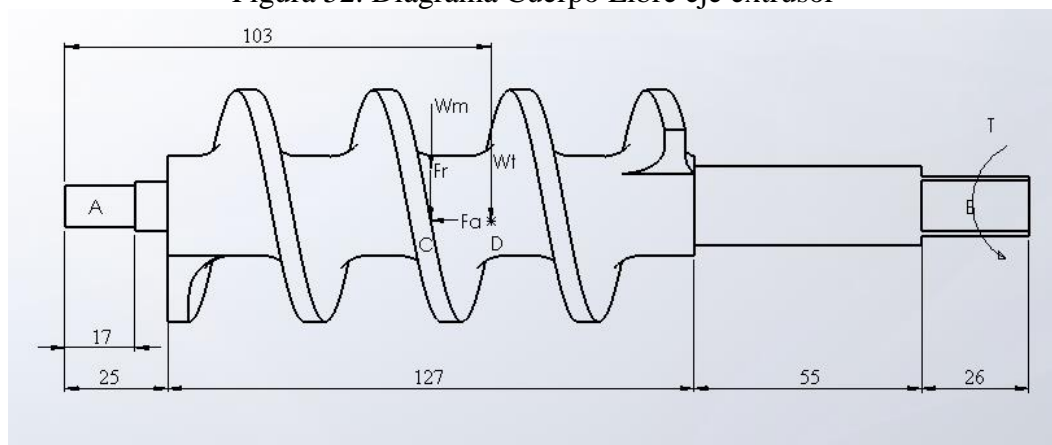 Figura 32. Diagrama Cuerpo Libre eje extrusor
103
Wm
T
Fr
Wt
A
B
Fa
C
D
17
25
127
55
26